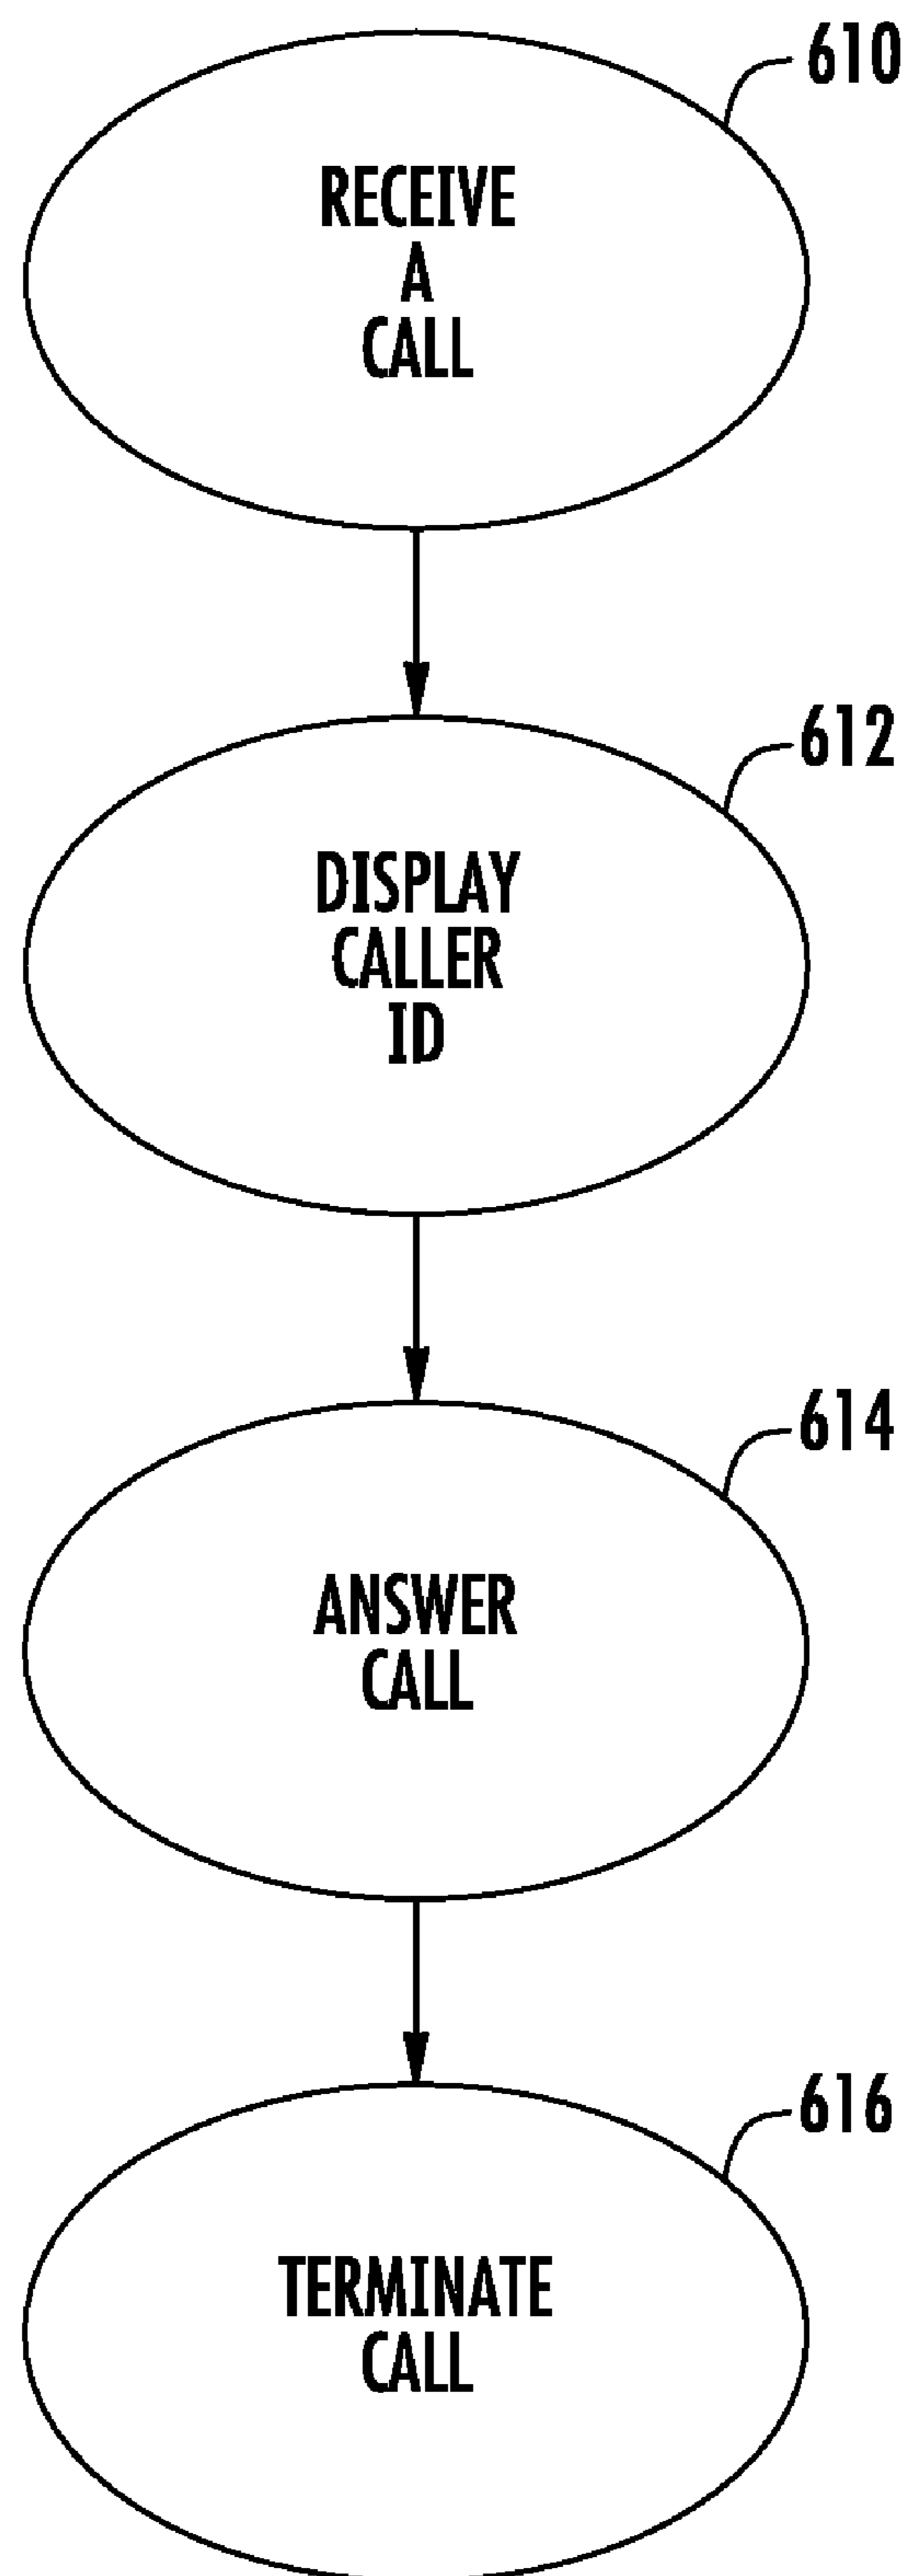 610
RECEIVE
A
CALL
612
DISPLAY
CALLER
ID
614
ANSWER
CALL
616
TERMINATE
CALL